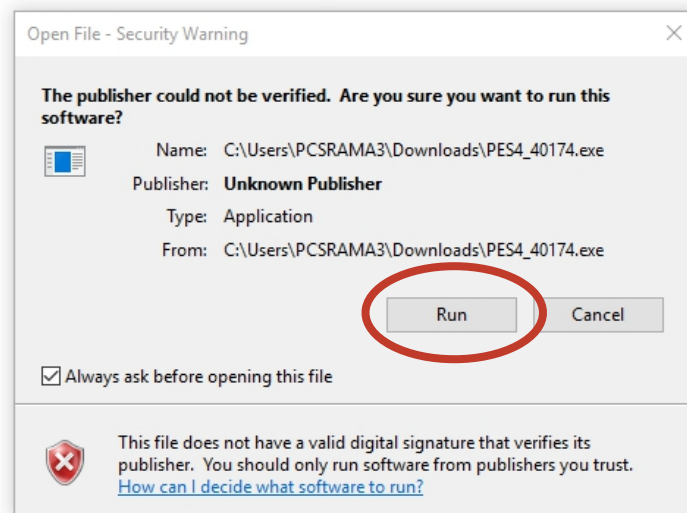 Open File - Security Warning
The publisher could not be verified.  Are you sure you want to run this
software?
Name: C:\Users\PCSRAMA3\Downloads\PES4_40174.exe
Publisher: Unknown Publisher
Type: Application
From: C:\Users\PCSRAMA3\Downloads\PES4_40174.exe
Run Cancel
Always ask before opening this file
This file does not have a valid digital signature that verifies its
publisher.  You should only run software from publishers you trust.
How can I decide what software to run?